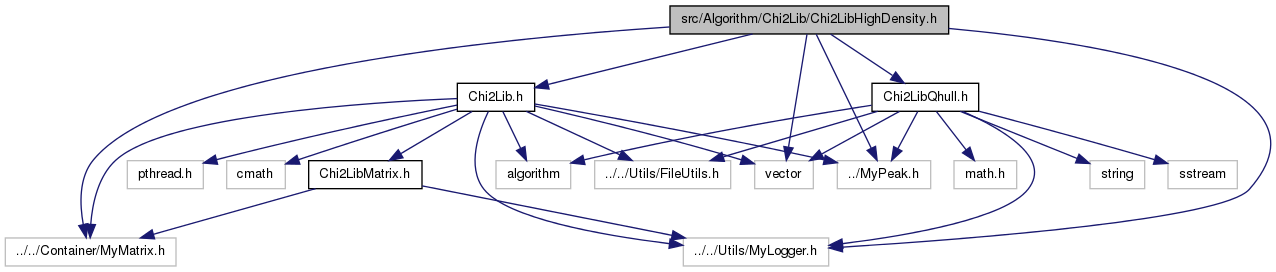 src/Algorithm/Chi2Lib/Chi2LibHighDensity.h
Chi2Lib.h
Chi2LibQhull.h
pthread.h
cmath
Chi2LibMatrix.h
algorithm
../../Utils/FileUtils.h
vector
../MyPeak.h
math.h
string
sstream
../../Container/MyMatrix.h
../../Utils/MyLogger.h